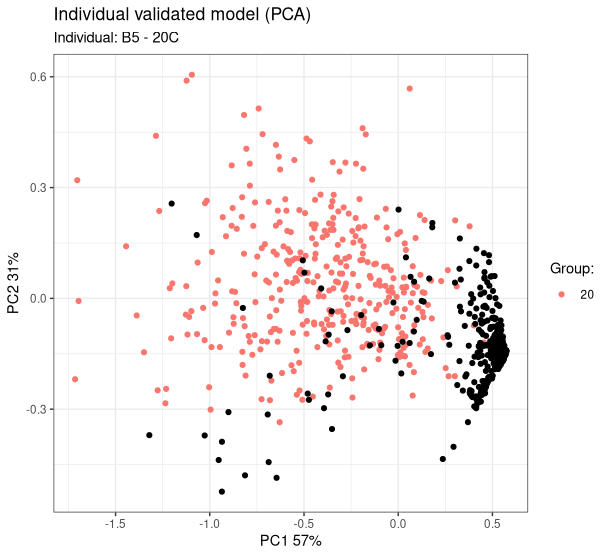 Individual validated model (PCA)
Individual: B5 - 20C
0.6
0.3
0.0
-0.3
PC2 31%
-1.5
-1.0
-0.5
0.0
0.5
PC1 57%
Group:
20